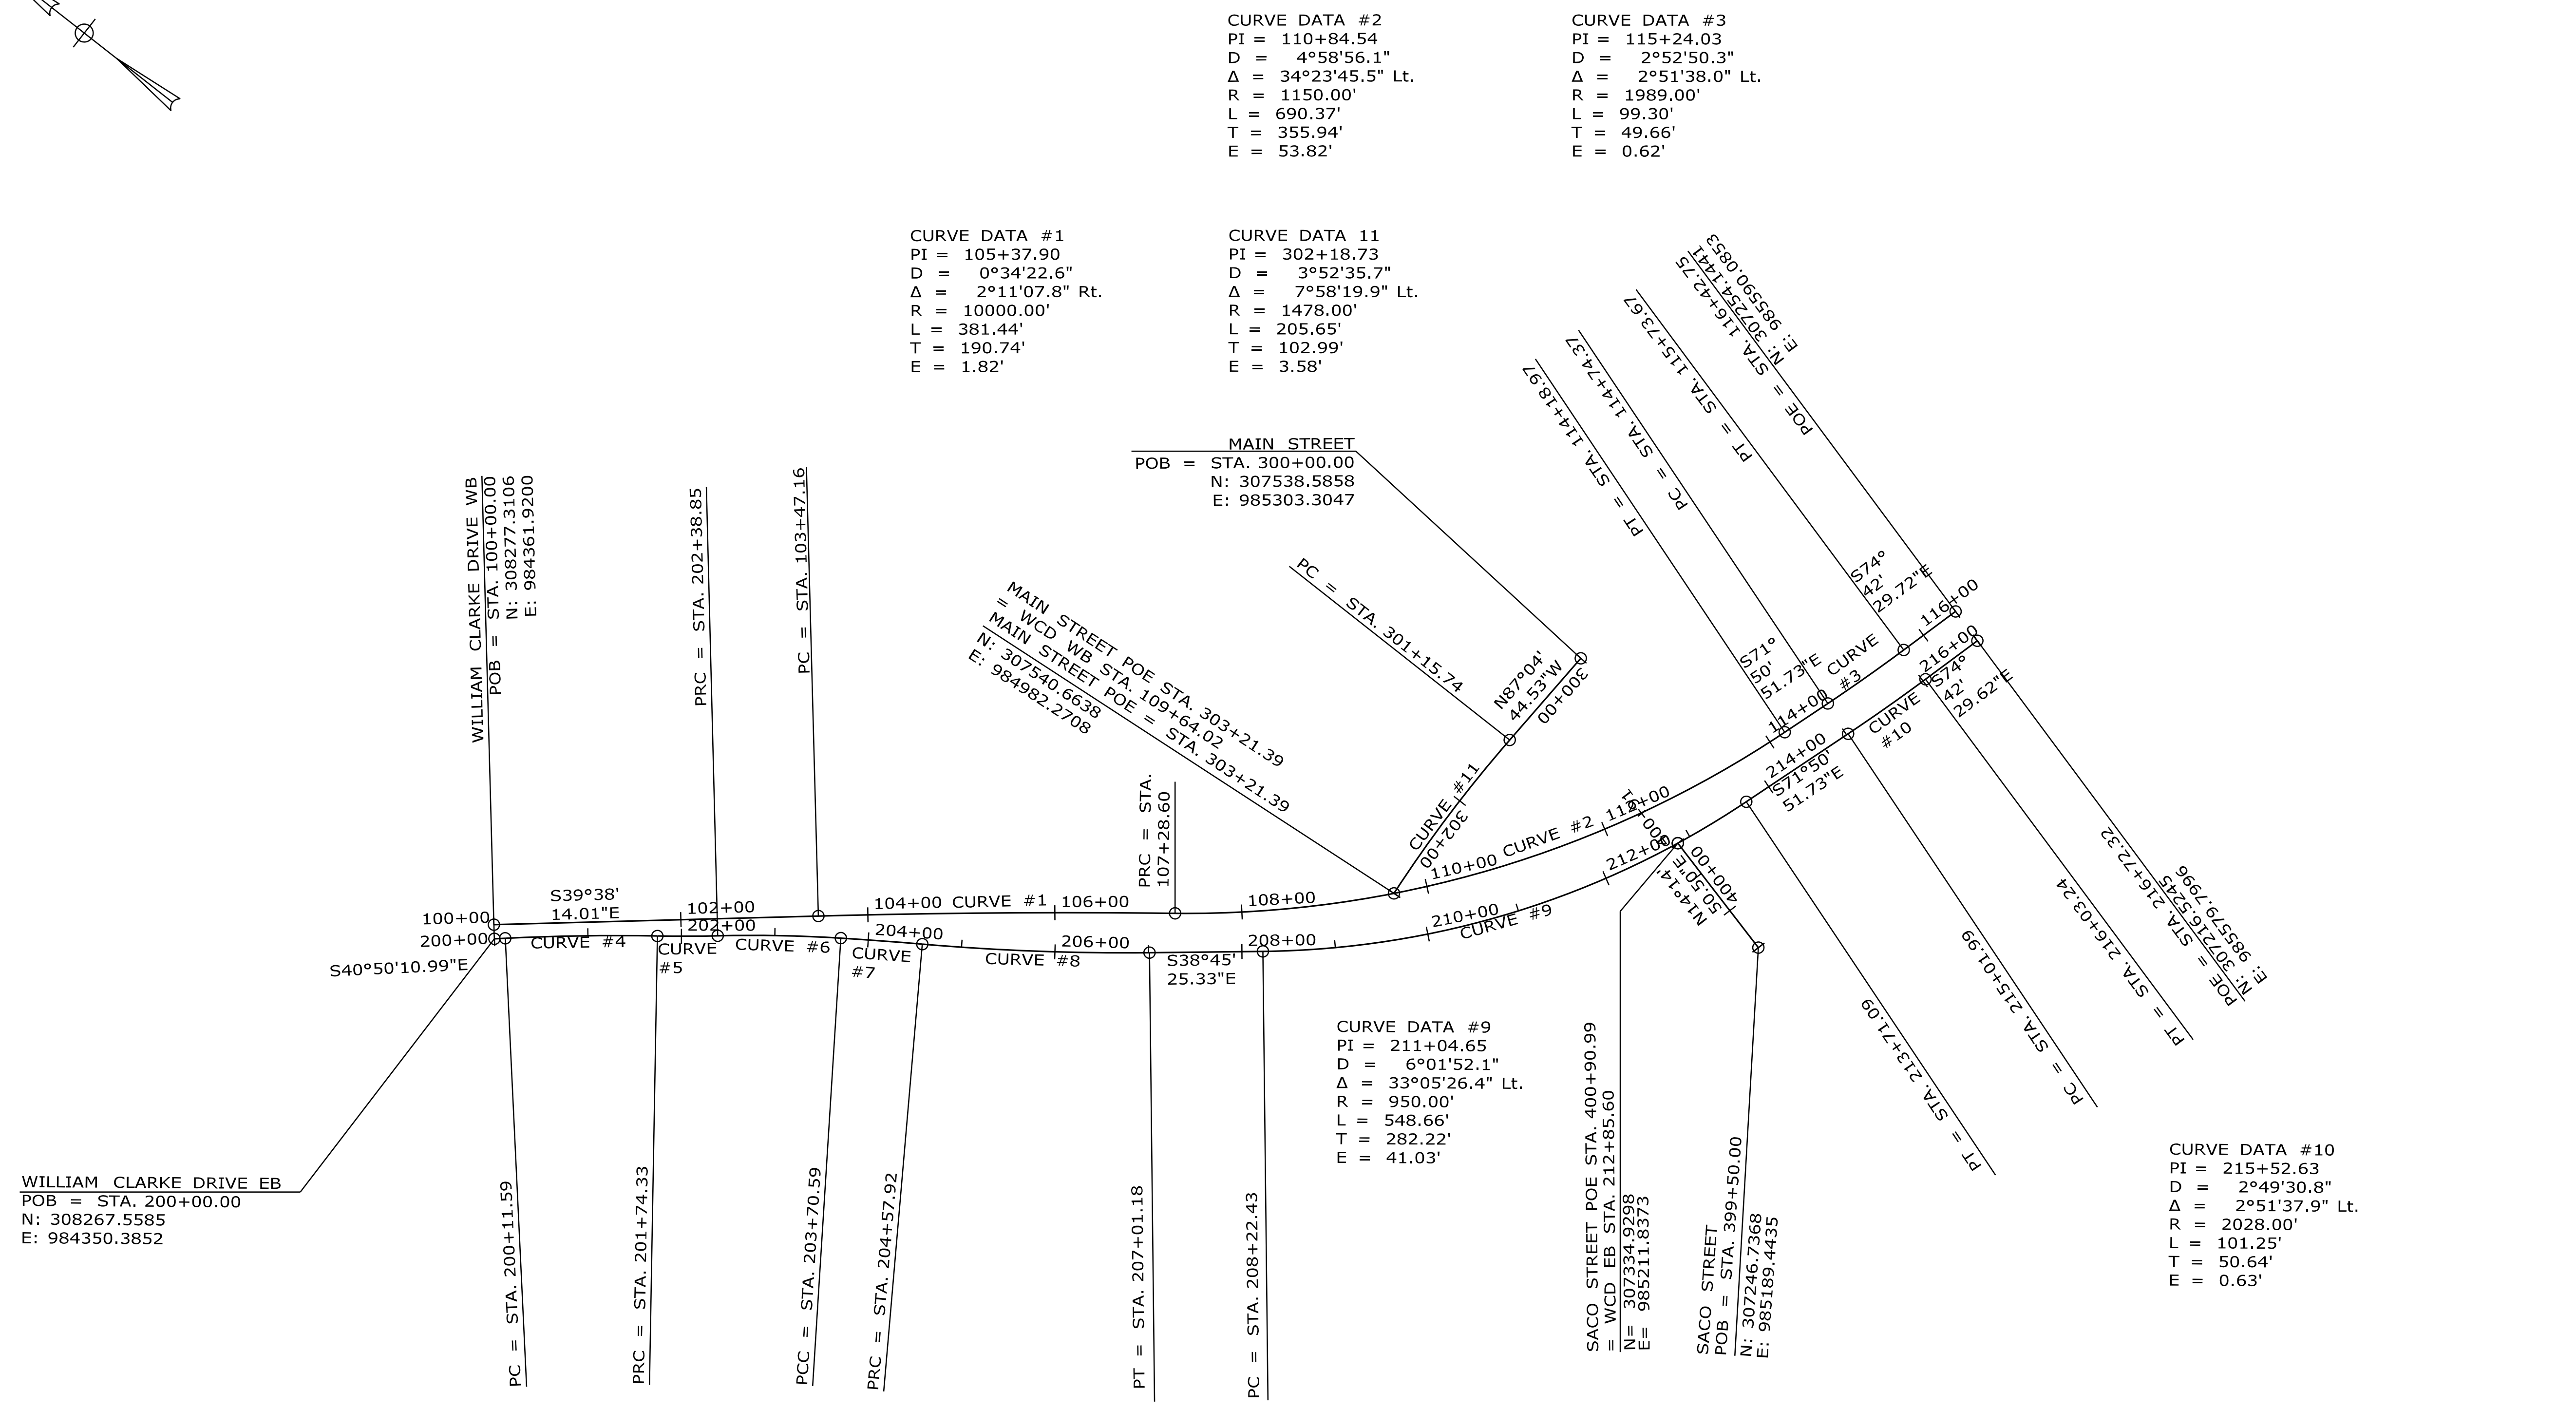 CURVE DATA #2
PI = 110+84.54
D = 4°58'56.1"
Δ = 34°23'45.5" Lt.
R = 1150.00'
L = 690.37'
T = 355.94'
E = 53.82'
CURVE DATA #3
PI = 115+24.03
D = 2°52'50.3"
Δ = 2°51'38.0" Lt.
R = 1989.00'
L = 99.30'
T = 49.66'
E = 0.62'
CURVE DATA #1
PI = 105+37.90
D = 0°34'22.6"
Δ = 2°11'07.8" Rt.
R = 10000.00'
L = 381.44'
T = 190.74'
E = 1.82'
CURVE DATA 11
PI = 302+18.73
D = 3°52'35.7"
Δ = 7°58'19.9" Lt.
R = 1478.00'
L = 205.65'
T = 102.99'
E = 3.58'
MAIN STREET
POB = STA. 300+00.00
N: 307538.5858
E: 985303.3047
WILLIAM CLARKE DRIVE WB
POB = STA. 100+00.00
N: 308277.3106
E: 984361.9200
PRC = STA. 202+38.85
PC = STA. 103+47.16
MAIN STREET POE STA. 303+21.39
= WCD WB STA. 109+64.02
MAIN STREET POE = STA. 303+21.39
N: 307540.6638
E: 984982.2708
PRC = STA.
107+28.60
PC = STA. 301+15.74
N87°04'
44.53"W
300+00
CURVE #11
302+00
PT = STA. 114+18.97
PC = STA. 114+74.37
PT = STA. 115+73.67
POE = STA. 116+42.75
N: 307254.1441
E: 985590.0853
S71°
50'
51.73"E
CURVE
#3
S74°
42'
29.72"E
116+00
114+00
216+00
S74°
42'
29.62"E
CURVE
#10
214+00
S71°50'
51.73"E
100+00
S39°38'
14.01"E
102+00
104+00
CURVE #1
106+00
108+00
110+00
CURVE #2
112+00
200+00
S40°50'10.99"E
CURVE #4
CURVE
#5
202+00
CURVE #6
204+00
CURVE
#7
CURVE #8
206+00
S38°45'
25.33"E
208+00
210+00
CURVE #9
212+00
N14°14'
50.50"E
400+00
WILLIAM CLARKE DRIVE EB
POB = STA. 200+00.00
N: 308267.5585
E: 984350.3852
PC = STA. 200+11.59
PRC = STA. 201+74.33
PCC = STA. 203+70.59
PRC = STA. 204+57.92
PT = STA. 207+01.18
PC = STA. 208+22.43
CURVE DATA #9
PI = 211+04.65
D = 6°01'52.1"
Δ = 33°05'26.4" Lt.
R = 950.00'
L = 548.66'
T = 282.22'
E = 41.03'
SACO STREET POE STA. 400+90.99
= WCD EB STA. 212+85.60
N= 307334.9298
E= 985211.8373
SACO STREET
POB = STA. 399+50.00
N: 307246.7368
E: 985189.4435
PT = STA. 213+71.09
PC = STA. 215+01.99
PT = STA. 216+03.24
POE = STA. 216+72.32
N: 307216.5245
E: 985579.7996
CURVE DATA #10
PI = 215+52.63
D = 2°49'30.8"
Δ = 2°51'37.9" Lt.
R = 2028.00'
L = 101.25'
T = 50.64'
E = 0.63'